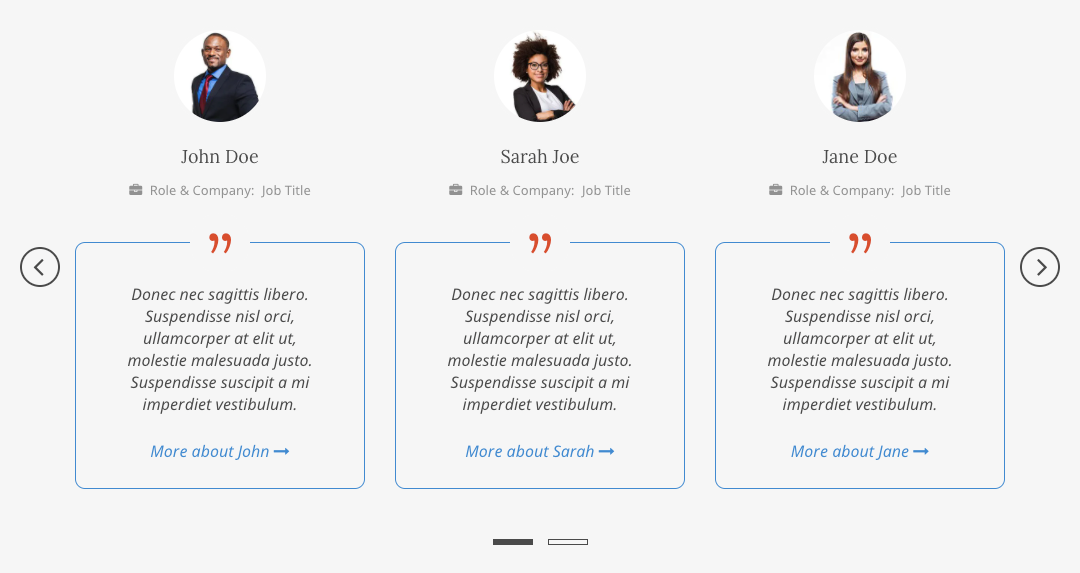 John Doe
Role & Company: Job Title
”
Donec nec sagittis libero.
Suspendisse nisl orci,
ullamcorper at elit ut,
molestie malesuada justo.
Suspendisse suscipit a mi
imperdiet vestibulum.
More about John ➞
Sarah Joe
Role & Company: Job Title
”
Donec nec sagittis libero.
Suspendisse nisl orci,
ullamcorper at elit ut,
molestie malesuada justo.
Suspendisse suscipit a mi
imperdiet vestibulum.
More about Sarah ➞
Jane Doe
Role & Company: Job Title
”
Donec nec sagittis libero.
Suspendisse nisl orci,
ullamcorper at elit ut,
molestie malesuada justo.
Suspendisse suscipit a mi
imperdiet vestibulum.
More about Jane ➞